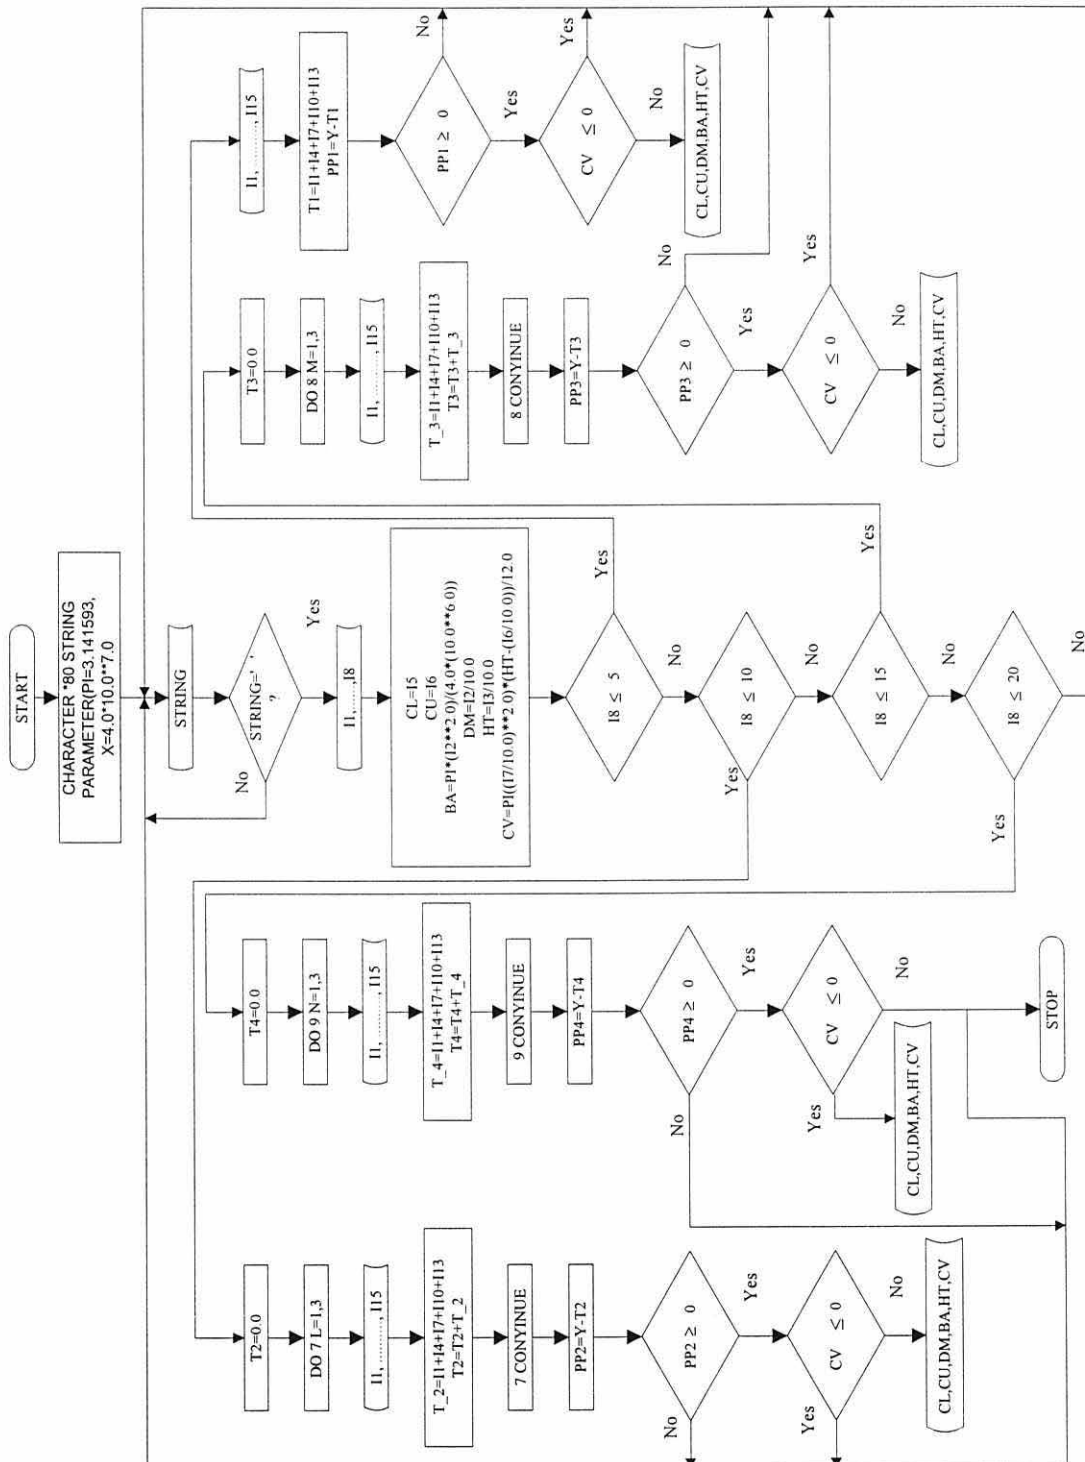 START
CHARACTER *80 STRING
PARAMETER(PI=3.141593,
X=4.0*10.0**7.0
STRING
STRING=' '
?
No
Yes
I1,......,I8
CL=I5
CU=I6
BA=PI*(I2**2.0)/(4.0*(10.0**6 0))
DM=I2/10.0
HT=I3/10.0
CV=PI((I7/10.0)**2 0)*(HT-(I6/10 0))/12.0
I8 ≤ 5
Yes
No
I8 ≤ 10
Yes
No
I8 ≤ 15
Yes
No
I8 ≤ 20
Yes
No
I1, ............, I15
T1=I1+I4+I7+I10+I13
PP1=Y-T1
PP1 ≥ 0
No
Yes
CV ≤ 0
Yes
No
CL,CU,DM,BA,HT,CV
T3=0 0
DO 8 M=1,3
I1, ............, I15
T_3=I1+I4+I7+I10+I13
T3=T3+T_3
8 CONYINUE
PP3=Y-T3
PP3 ≥ 0
No
Yes
CV ≤ 0
Yes
No
CL,CU,DM,BA,HT,CV
T4=0.0
DO 9 N=1,3
I1, ............, I15
T_4=I1+I4+I7+I10+I13
T4=T4+T_4
9 CONYINUE
PP4=Y-T4
PP4 ≥ 0
No
Yes
CV ≤ 0
Yes
No
CL,CU,DM,BA,HT,CV
STOP
T2=0.0
DO 7 L=1,3
I1, ............, I15
T_2=I1+I4+I7+I10+I13
T2=T2+T_2
7 CONYINUE
PP2=Y-T2
PP2 ≥ 0
No
Yes
CV ≤ 0
Yes
No
CL,CU,DM,BA,HT,CV